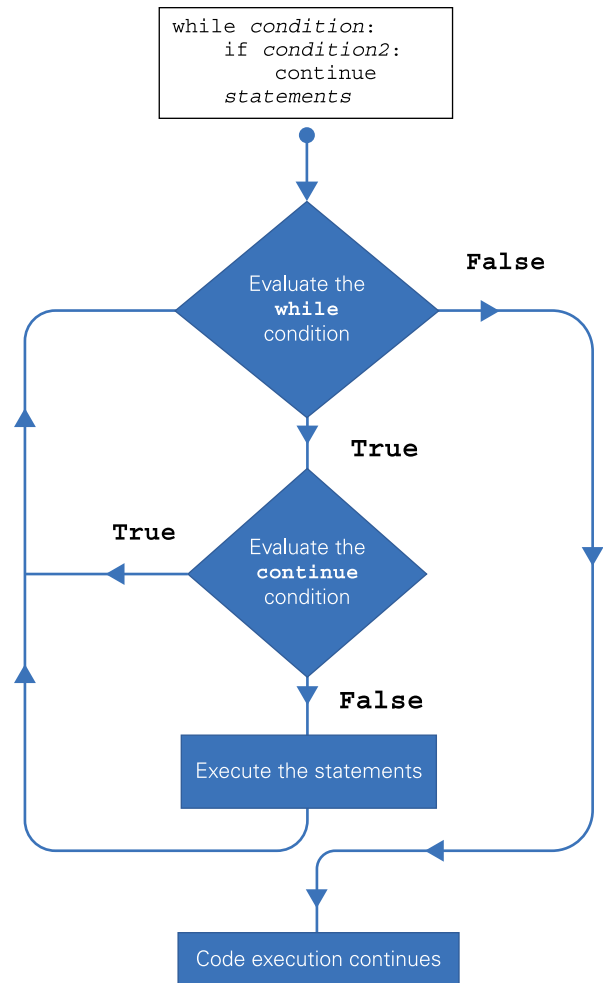 while condition:
    if condition2:
        continue
    statements
Evaluate the
while
condition
False
True
Evaluate the
continue
condition
True
False
Execute the statements
Code execution continues